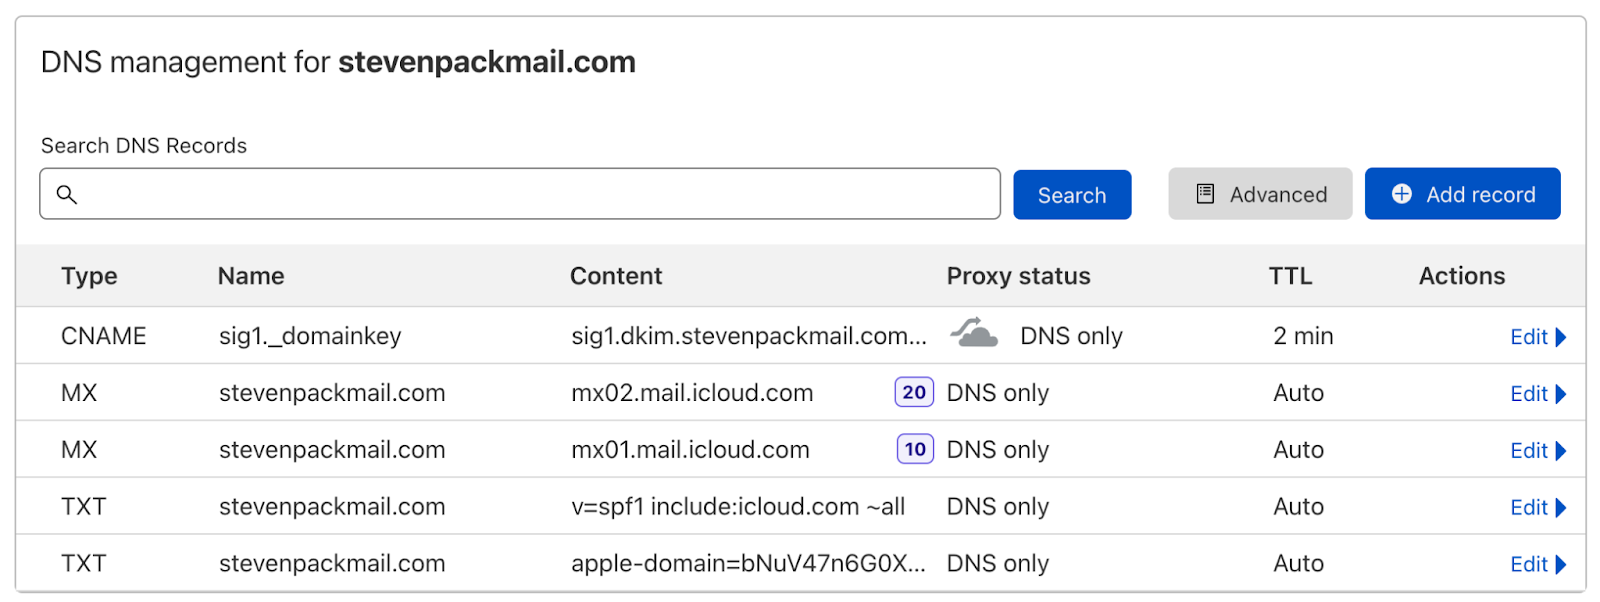 DNS management for stevenpackmail.com
Search DNS Records
Search Advanced Add record
Type Name Content Proxy status TTL Actions
CNAME sig1._domainkey sig1.dkim.stevenpackmail.com... DNS only 2 min Edit
MX stevenpackmail.com mx02.mail.icloud.com 20 DNS only Auto Edit
MX stevenpackmail.com mx01.mail.icloud.com 10 DNS only Auto Edit
TXT stevenpackmail.com v=spf1 include:icloud.com ~all DNS only Auto Edit
TXT stevenpackmail.com apple-domain=bNuV47n6G0X... DNS only Auto Edit